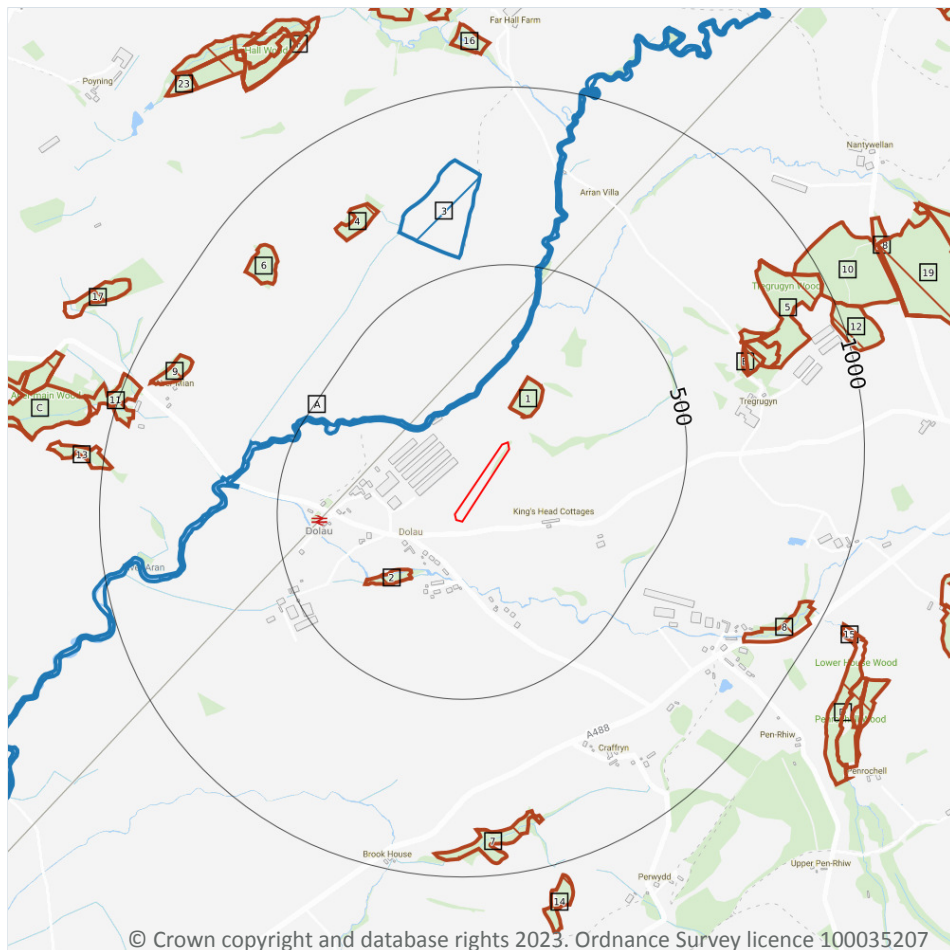 Far Hall Farm
16
Far Hall Wood
23
Poyning
Nantywellan
Arran Villa
3
4
6
10
19
Tregrugyn Wood
5
17
12
1000
9
11
C
1
A
Tregrugyn
500
13
King's Head Cottages
Dolau
Dolau
2
8
15
Lower House Wood
A488
Pen-Rhiw
Craffryn
Penrochell
7
Brook House
Upper Pen-Rhiw
Perwydd
14
© Crown copyright and database rights 2023. Ordnance Survey licence 100035207